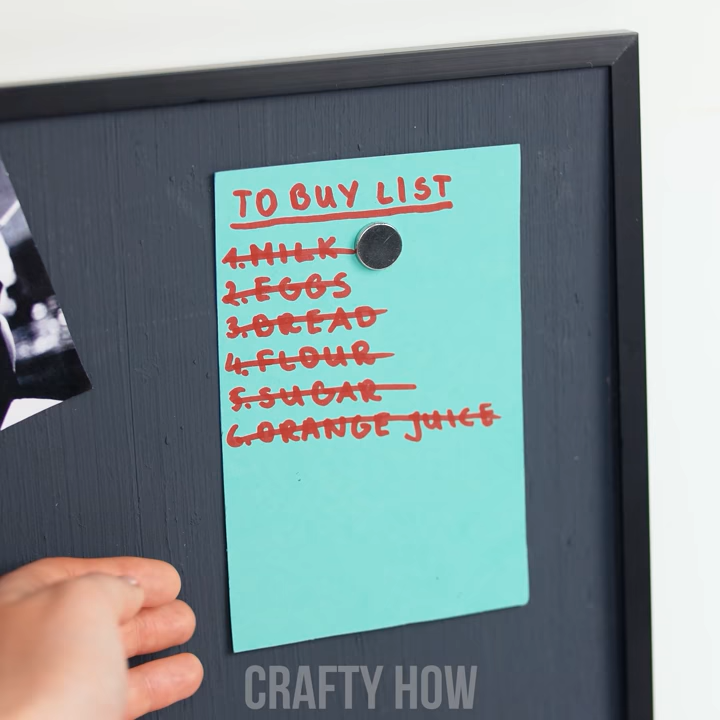 TO BUY LIST
1. MILK
2. EGGS
3. BREAD
4. FLOUR
5. SUGAR
6. ORANGE JUICE
CRAFTY HOW